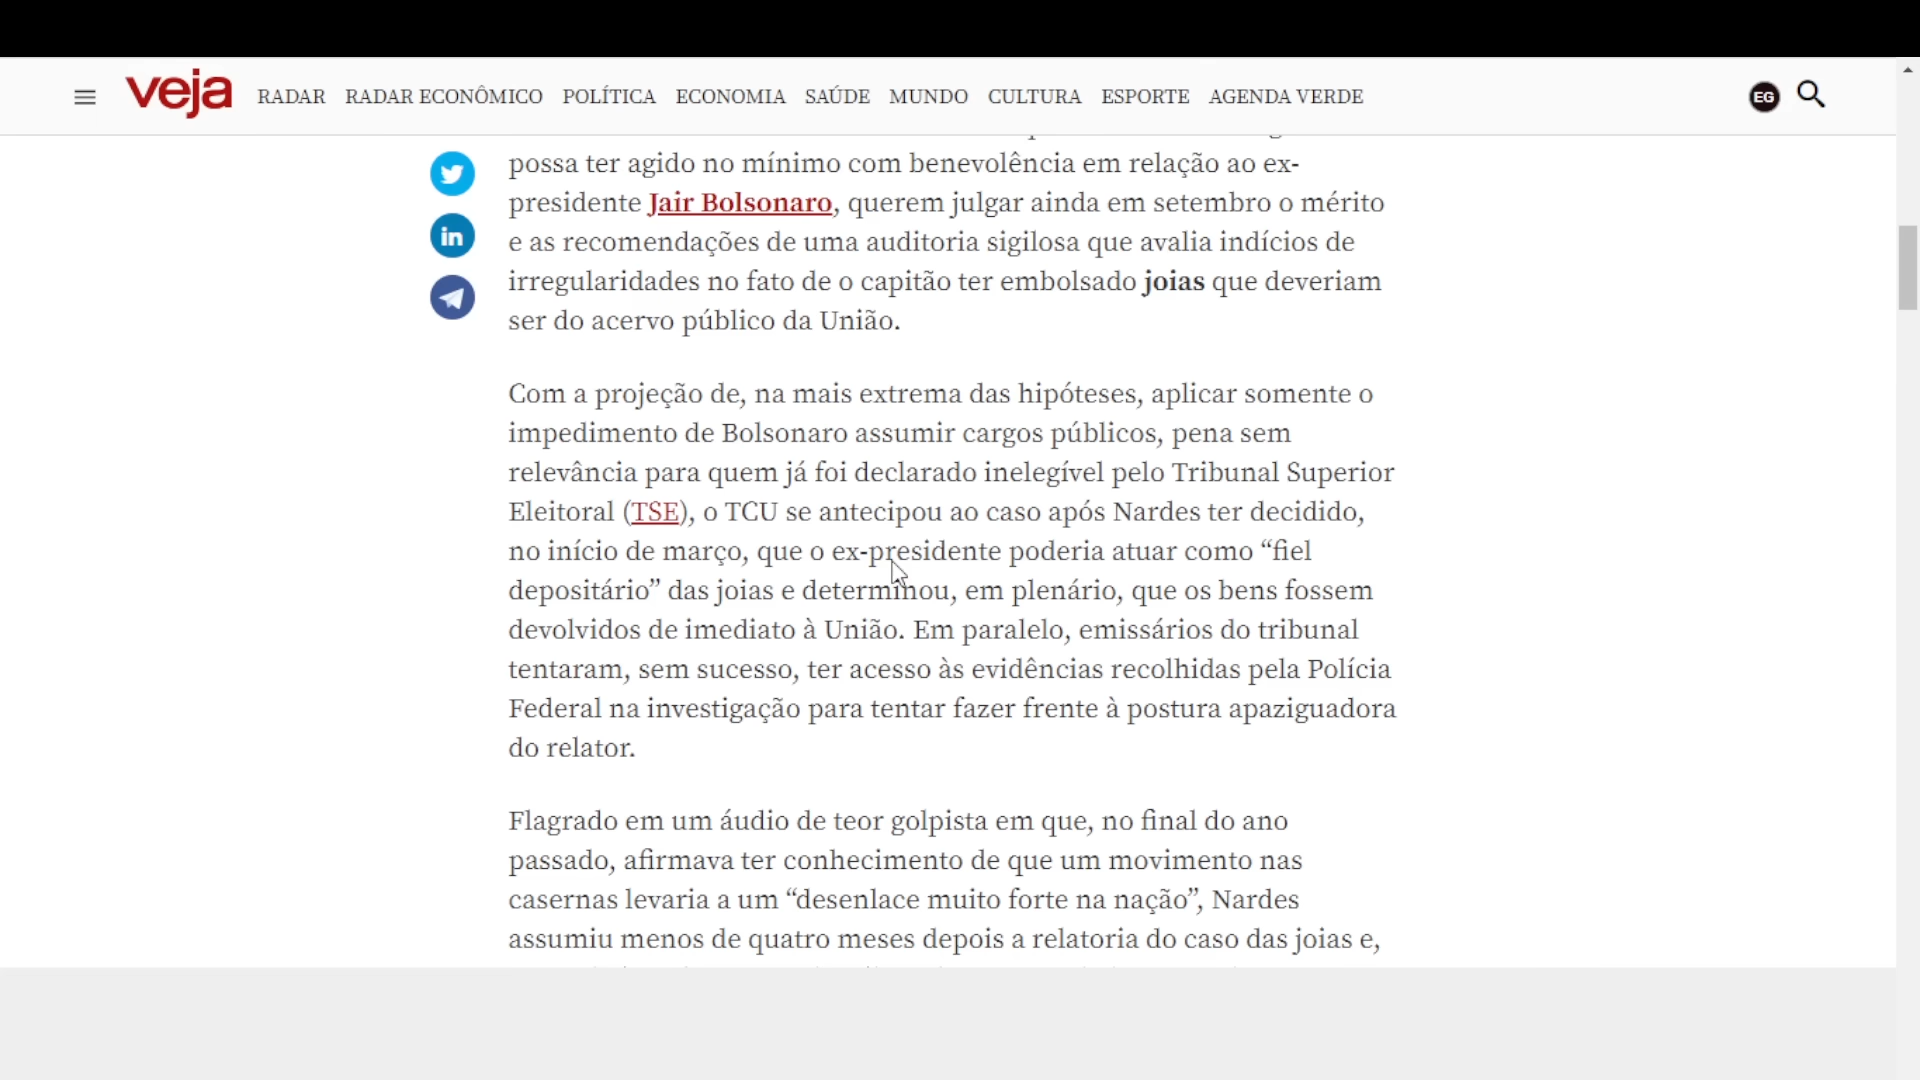 veja RADAR RADAR ECONÔMICO POLÍTICA ECONOMIA SAÚDE MUNDO CULTURA ESPORTE AGENDA VERDE EG
possa ter agido no mínimo com benevolência em relação ao ex-
presidente Jair Bolsonaro, querem julgar ainda em setembro o mérito
e as recomendações de uma auditoria sigilosa que avalia indícios de
irregularidades no fato de o capitão ter embolsado joias que deveriam
ser do acervo público da União.
Com a projeção de, na mais extrema das hipóteses, aplicar somente o
impedimento de Bolsonaro assumir cargos públicos, pena sem
relevância para quem já foi declarado inelegível pelo Tribunal Superior
Eleitoral (TSE), o TCU se antecipou ao caso após Nardes ter decidido,
no início de março, que o ex-presidente poderia atuar como “fiel
depositário” das joias e determinou, em plenário, que os bens fossem
devolvidos de imediato à União. Em paralelo, emissários do tribunal
tentaram, sem sucesso, ter acesso às evidências recolhidas pela Polícia
Federal na investigação para tentar fazer frente à postura apaziguadora
do relator.
Flagrado em um áudio de teor golpista em que, no final do ano
passado, afirmava ter conhecimento de que um movimento nas
casernas levaria a um “desenlace muito forte na nação”, Nardes
assumiu menos de quatro meses depois a relatoria do caso das joias e,